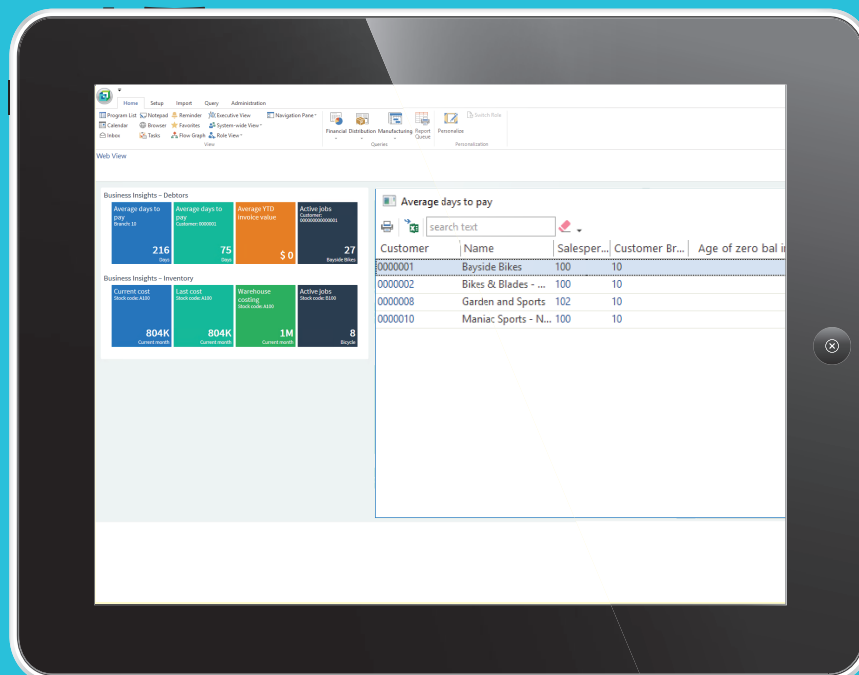 Home Setup Import Query Administration
Program List Notepad Reminder Executive View Navigation Pane
Calendar Browser Favorites System-wide View
Inbox Tasks Flow Graph Role View
View
Financial Distribution Manufacturing Report Queue Personalize
Switch Role
Queries Personalization
Web View
Business Insights – Debtors
Average days to pay
Branch: 10
216
Days
Average days to pay
Customer: 0000001
75
Days
Average YTD invoice value
$ 0
Active jobs
Customer:
000000000000001
27
Bayside Bikes
Business Insights – Inventory
Current cost
Stock code: A100
804K
Current month
Last cost
Stock code: A100
804K
Current month
Warehouse costing
Stock code: A100
1M
Current month
Active jobs
Stock code: B100
8
Bicycle
Average days to pay
search text
Customer Name Salesper... Customer Br... Age of zero bal i
0000001 Bayside Bikes 100 10
0000002 Bikes & Blades - ... 100 10
0000008 Garden and Sports 102 10
0000010 Maniac Sports - N... 100 10